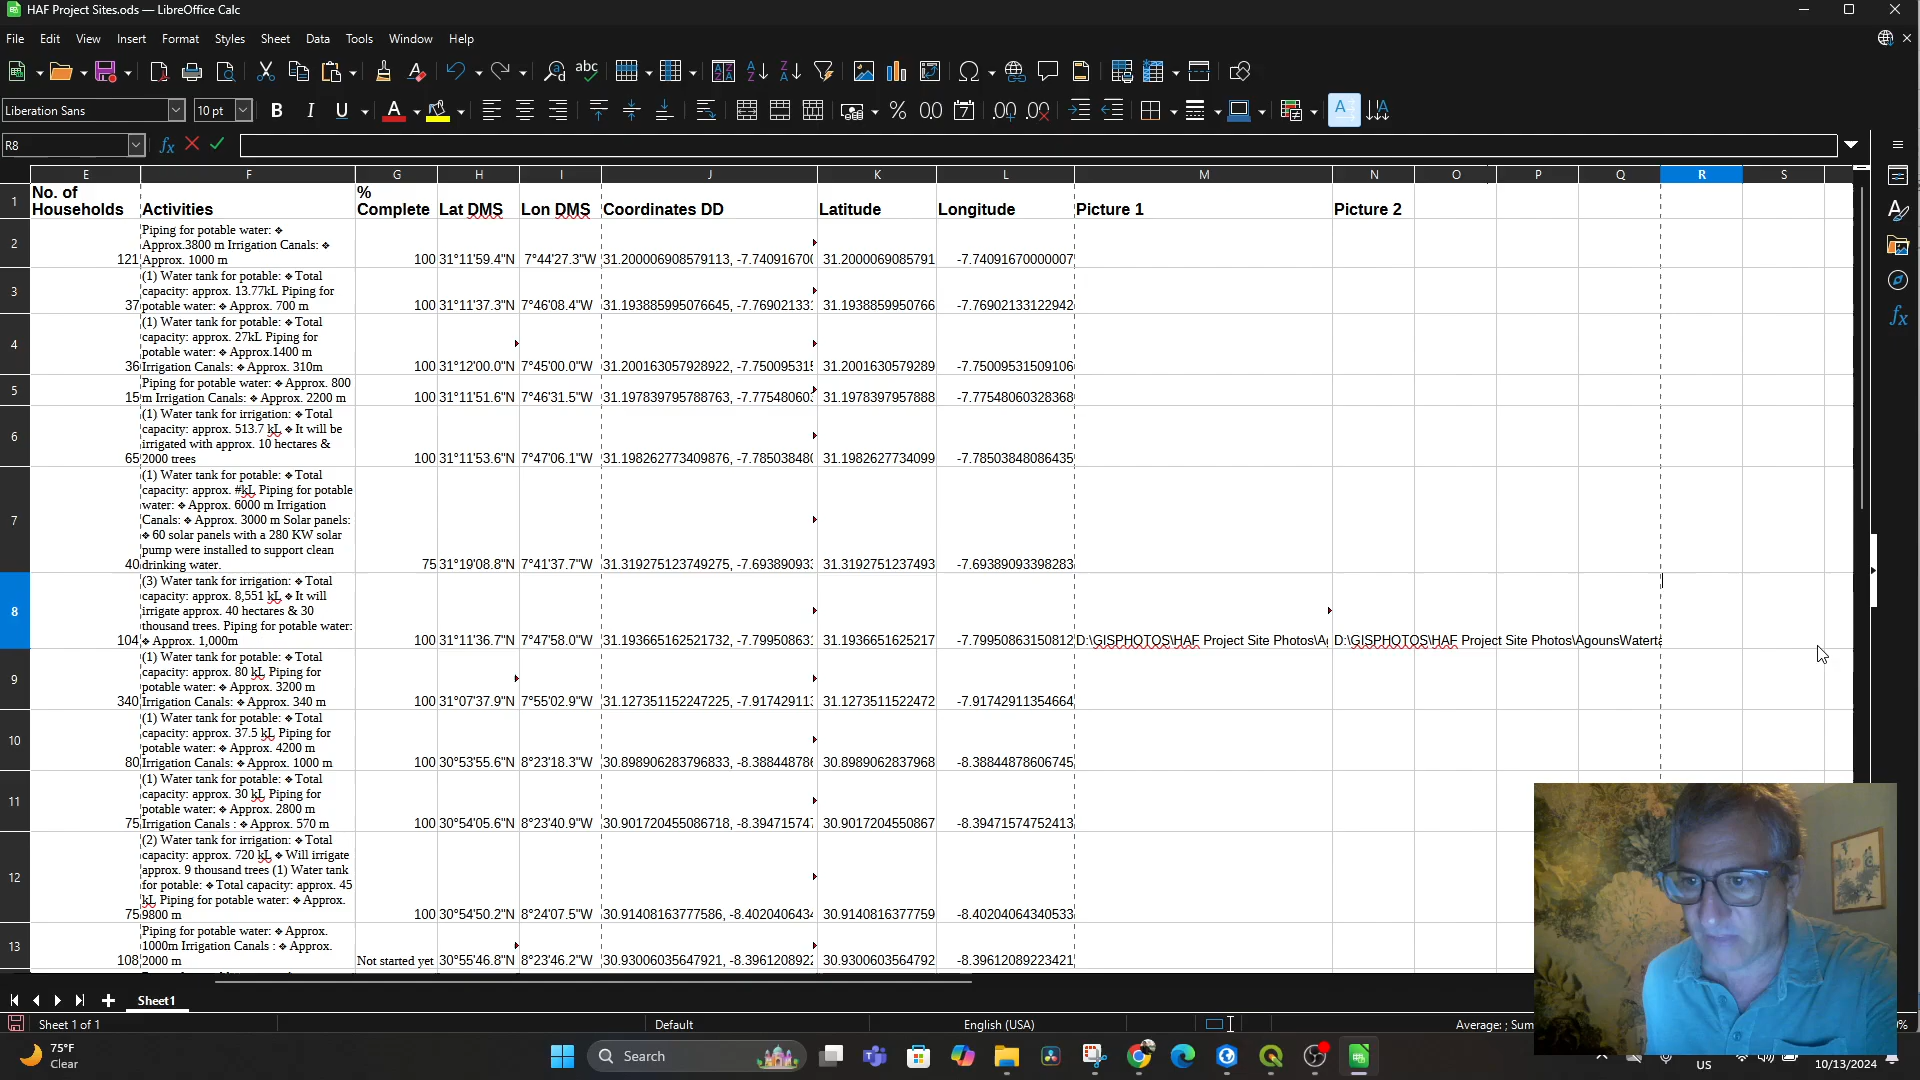 HAF Project Sites.ods — LibreOffice Calc
File Edit View Insert Format Styles Sheet Data Tools Window Help
Liberation Sans 10 pt
R8
E F G H I J K L M N O P Q R S
1 No. of
Households Activities %
Complete Lat DMS Lon DMS Coordinates DD Latitude Longitude Picture 1 Picture 2
2 Piping for potable water: ❖
Approx.3800 m Irrigation Canals: ❖
121 Approx. 1000 m 100 31°11'59.4"N 7°44'27.3"W 31.200006908579113, -7.74091670( 31.2000069085791 -7.74091670000007
3 (1) Water tank for potable: ❖ Total
capacity: approx. 13.77kL Piping for
37 potable water: ❖ Approx. 700 m 100 31°11'37.3"N 7°46'08.4"W 31.193885995076645, -7.76902133 31.1938859950766 -7.76902133122942
4 (1) Water tank for potable: ❖ Total
capacity: approx. 27kL Piping for
potable water: ❖ Approx.1400 m
36 Irrigation Canals: ❖ Approx. 310m 100 31°12'00.0"N 7°45'00.0"W 31.200163057928922, -7.75009531 31.2001630579289 -7.75009531509106
5 Piping for potable water: ❖ Approx. 800
15 m Irrigation Canals: ❖ Approx. 2200 m 100 31°11'51.6"N 7°46'31.5"W 31.197839795788763, -7.77548060 31.1978397957888 -7.77548060328368
6 (1) Water tank for irrigation: ❖ Total
capacity: approx. 513.7 kL ❖ It will be
irrigated with approx. 10 hectares &
65 2000 trees 100 31°11'53.6"N 7°47'06.1"W 31.198262773409876, -7.78503848 31.1982627734099 -7.78503848086435
7 (1) Water tank for potable: ❖ Total
capacity: approx. #kL Piping for potable
water: ❖ Approx. 6000 m Irrigation
Canals: ❖ Approx. 3000 m Solar panels:
❖ 60 solar panels with a 280 KW solar
pump were installed to support clean
40 drinking water. 75 31°19'08.8"N 7°41'37.7"W 31.319275123749275, -7.69389093 31.3192751237493 -7.69389093398283
8 (3) Water tank for irrigation: ❖ Total
capacity: approx. 8,551 kL ❖ It will
irrigate approx. 40 hectares & 30
thousand trees. Piping for potable water:
104 ❖ Approx. 1,000m 100 31°11'36.7"N 7°47'58.0"W 31.193665162521732, -7.79950863 31.1936651625217 -7.79950863150812 D:\GISPHOTOS\HAF Project Site Photos\A D:\GISPHOTOS\HAF Project Site Photos\AgounsWaterta
9 (1) Water tank for potable: ❖ Total
capacity: approx. 80 kL Piping for
potable water: ❖ Approx. 3200 m
340 Irrigation Canals: ❖ Approx. 340 m 100 31°07'37.9"N 7°55'02.9"W 31.127351152247225, -7.91742911 31.1273511522472 -7.91742911354664
10 (1) Water tank for potable: ❖ Total
capacity: approx. 37.5 kL Piping for
potable water: ❖ Approx. 4200 m
80 Irrigation Canals: ❖ Approx. 1000 m 100 30°53'55.6"N 8°23'18.3"W 30.898906283796833, -8.38844878 30.8989062837968 -8.38844878606745
11 (1) Water tank for potable: ❖ Total
capacity: approx. 30 kL Piping for
potable water: ❖ Approx. 2800 m
75 Irrigation Canals : ❖ Approx. 570 m 100 30°54'05.6"N 8°23'40.9"W 30.901720455086718, -8.39471574 30.9017204550867 -8.39471574752413
12 (2) Water tank for irrigation: ❖ Total
capacity: approx. 720 kL ❖ Will irrigate
approx. 9 thousand trees (1) Water tank
for potable: ❖ Total capacity: approx. 45
kL Piping for potable water: ❖ Approx.
75 9800 m 100 30°54'50.2"N 8°24'07.5"W 30.91408163777586, -8.402040643 30.9140816377759 -8.40204064340533
13 Piping for potable water: ❖ Approx.
1000m Irrigation Canals : ❖ Approx.
108 2000 m Not started yet 30°55'46.8"N 8°23'46.2"W 30.93006035647921, -8.396120892 30.9300603564792 -8.39612089223421
Sheet1
Sheet 1 of 1 Default English (USA) Average: ; Sum
75°F
Clear
Search
US
10/13/2024